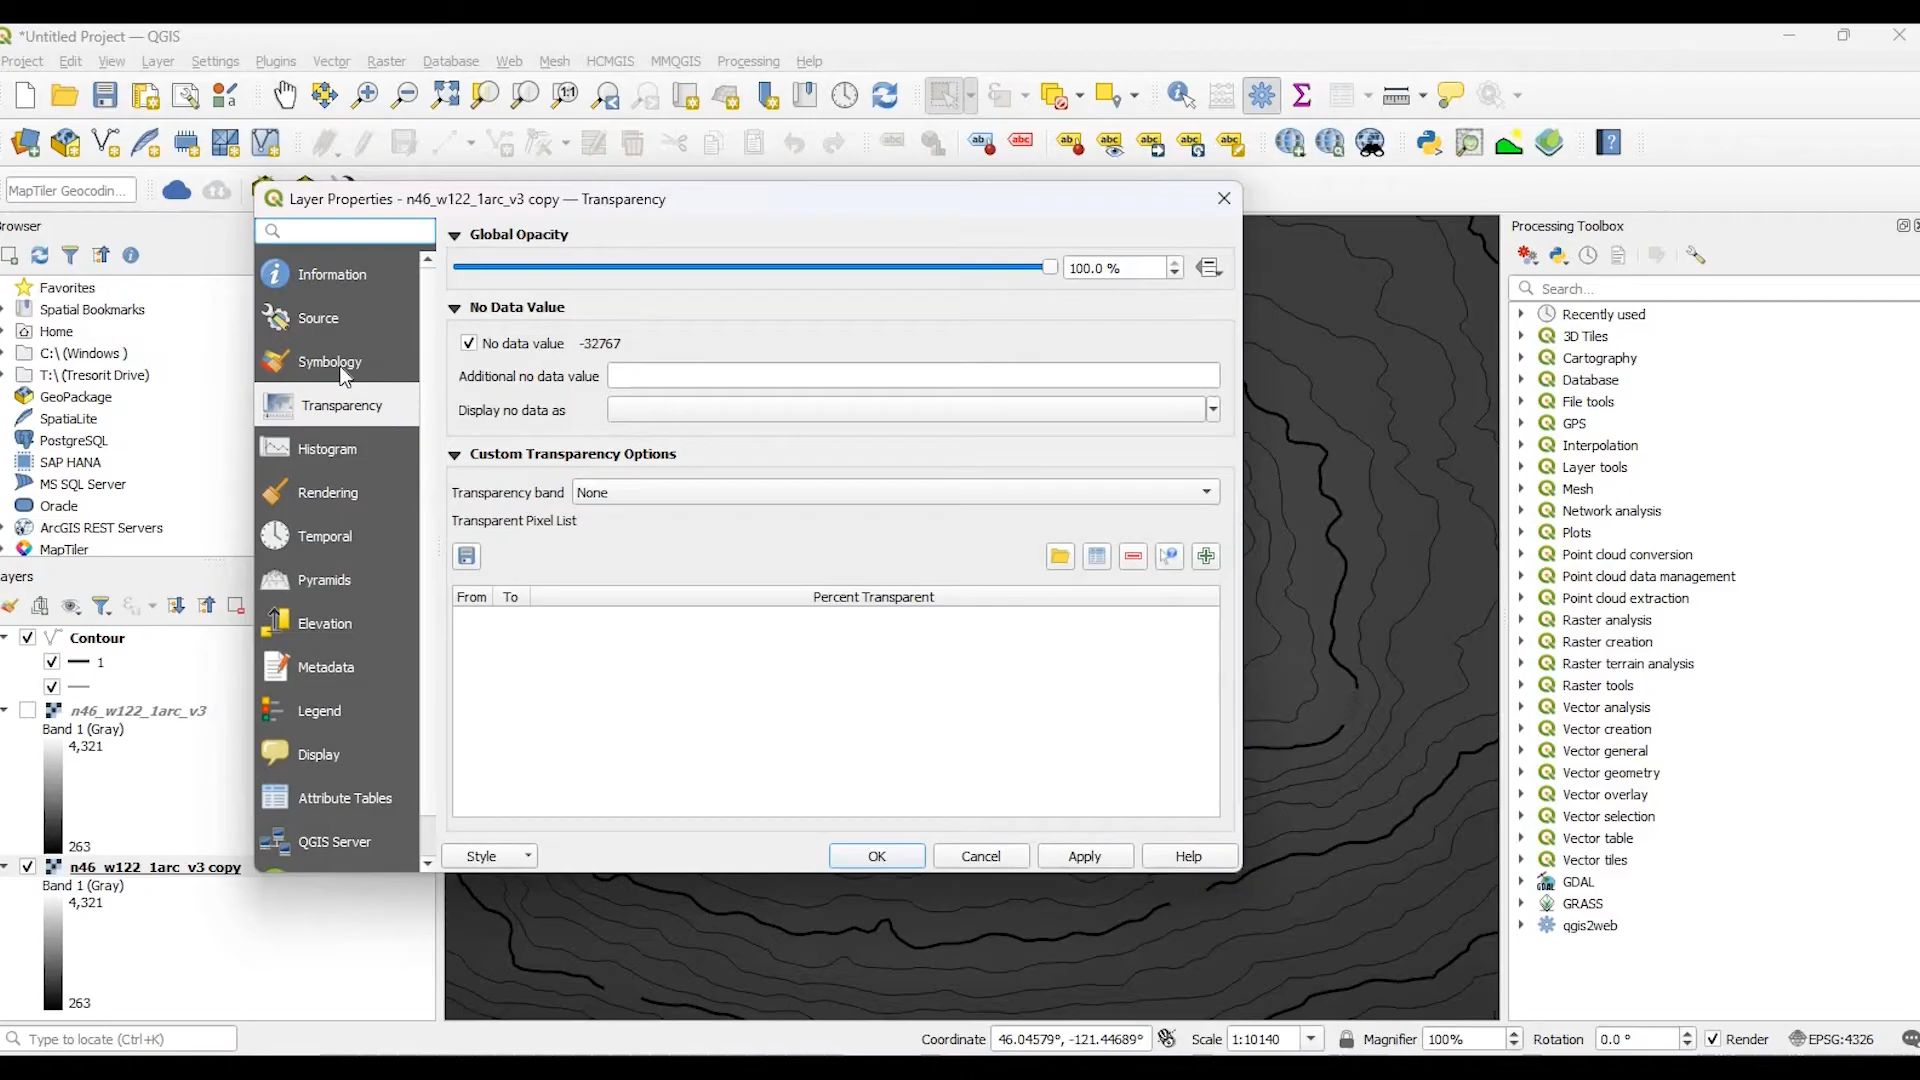 *Untitled Project — QGIS
Project Edit View Layer Settings Plugins Vector Raster Database Web Mesh HCMGIS MMQGIS Processing Help
MapTiler Geocodin...
Layer Properties - n46_w122_1arc_v3 copy — Transparency
rowser
Favorites
Spatial Bookmarks
Home
C:\ (Windows )
T:\ (Tresorit Drive)
GeoPackage
SpatiaLite
PostgreSQL
SAP HANA
MS SQL Server
Oracle
ArcGIS REST Servers
MapTiler
ayers
Contour
1
n46_w122_1arc_v3
Band 1 (Gray)
4,321
263
n46_w122_1arc_v3 copy
Band 1 (Gray)
4,321
263
Information
Source
Symbology
Transparency
Histogram
Rendering
Temporal
Pyramids
Elevation
Metadata
Legend
Display
Attribute Tables
QGIS Server
Global Opacity
100.0 %
No Data Value
No data value -32767
Additional no data value
Display no data as
Custom Transparency Options
Transparency band None
Transparent Pixel List
From To Percent Transparent
Style OK Cancel Apply Help
Processing Toolbox
Search...
Recently used
3D Tiles
Cartography
Database
File tools
GPS
Interpolation
Layer tools
Mesh
Network analysis
Plots
Point cloud conversion
Point cloud data management
Point cloud extraction
Raster analysis
Raster creation
Raster terrain analysis
Raster tools
Vector analysis
Vector creation
Vector general
Vector geometry
Vector overlay
Vector selection
Vector table
Vector tiles
GDAL
GRASS
qgis2web
Type to locate (Ctrl+K) Coordinate 46.04579°, -121.44689° Scale 1:10140 Magnifier 100% Rotation 0.0 ° Render EPSG:4326